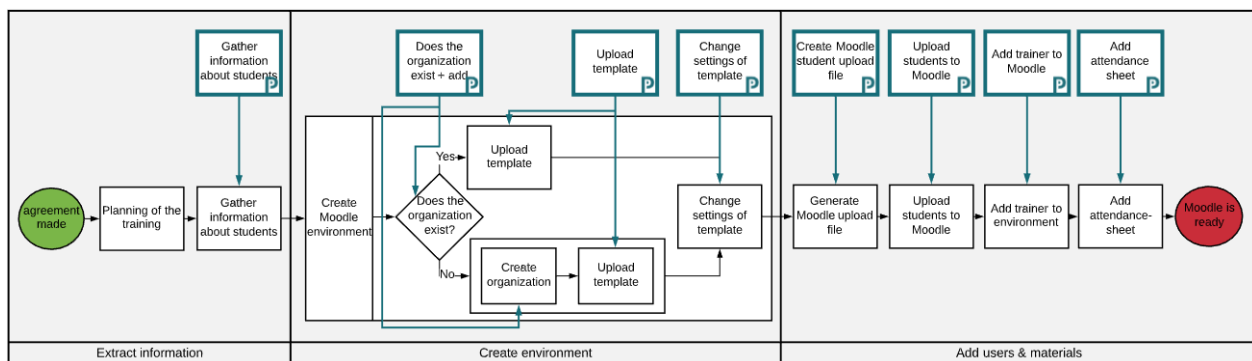 Gather
information
about students
Does the
organization
exist + add
Upload
template
Change
settings of
template
Create Moodle
student upload
file
Upload
students to
Moodle
Add trainer to
Moodle
Add
attendance
sheet
agreement
made
Planning of the
training
Gather
information
about students
Create
Moodle
environment
Does the
organization
exist?
Yes
Upload
template
No
Create
organization
Upload
template
Change
settings of
template
Generate
Moodle upload
file
Upload
students to
Moodle
Add trainer to
environment
Add
attendance-
sheet
Moodle is
ready
Extract information
Create environment
Add users & materials